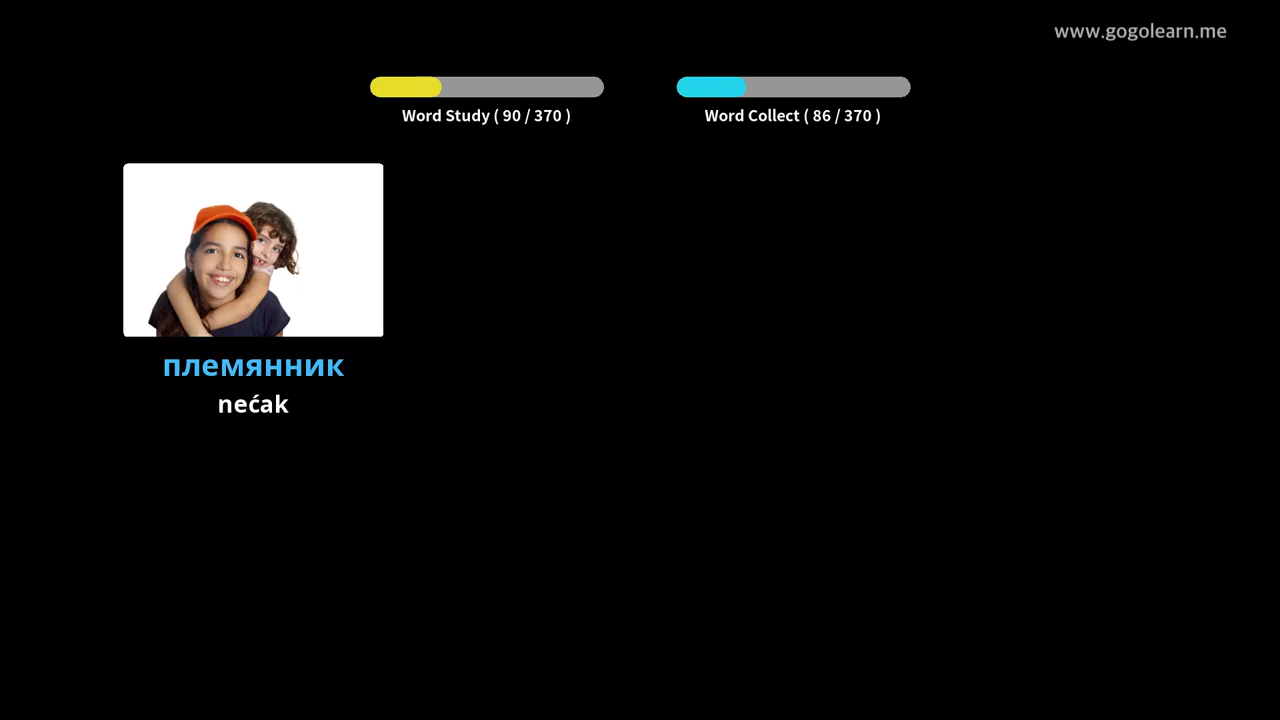 www.gogolearn.me
Word Study ( 90 / 370 )
Word Collect ( 86 / 370 )
племянник
nećak